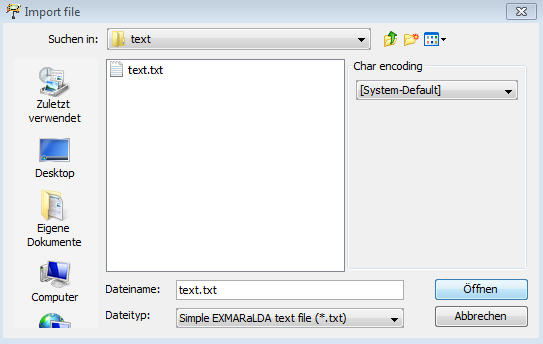 Import file
Suchen in:
text
Zuletzt
verwendet
Desktop
Eigene
Dokumente
Computer
text.txt
Char encoding
[System-Default]
Dateiname:
text.txt
Öffnen
Dateityp:
Simple EXMARaLDA text file (*.txt)
Abbrechen